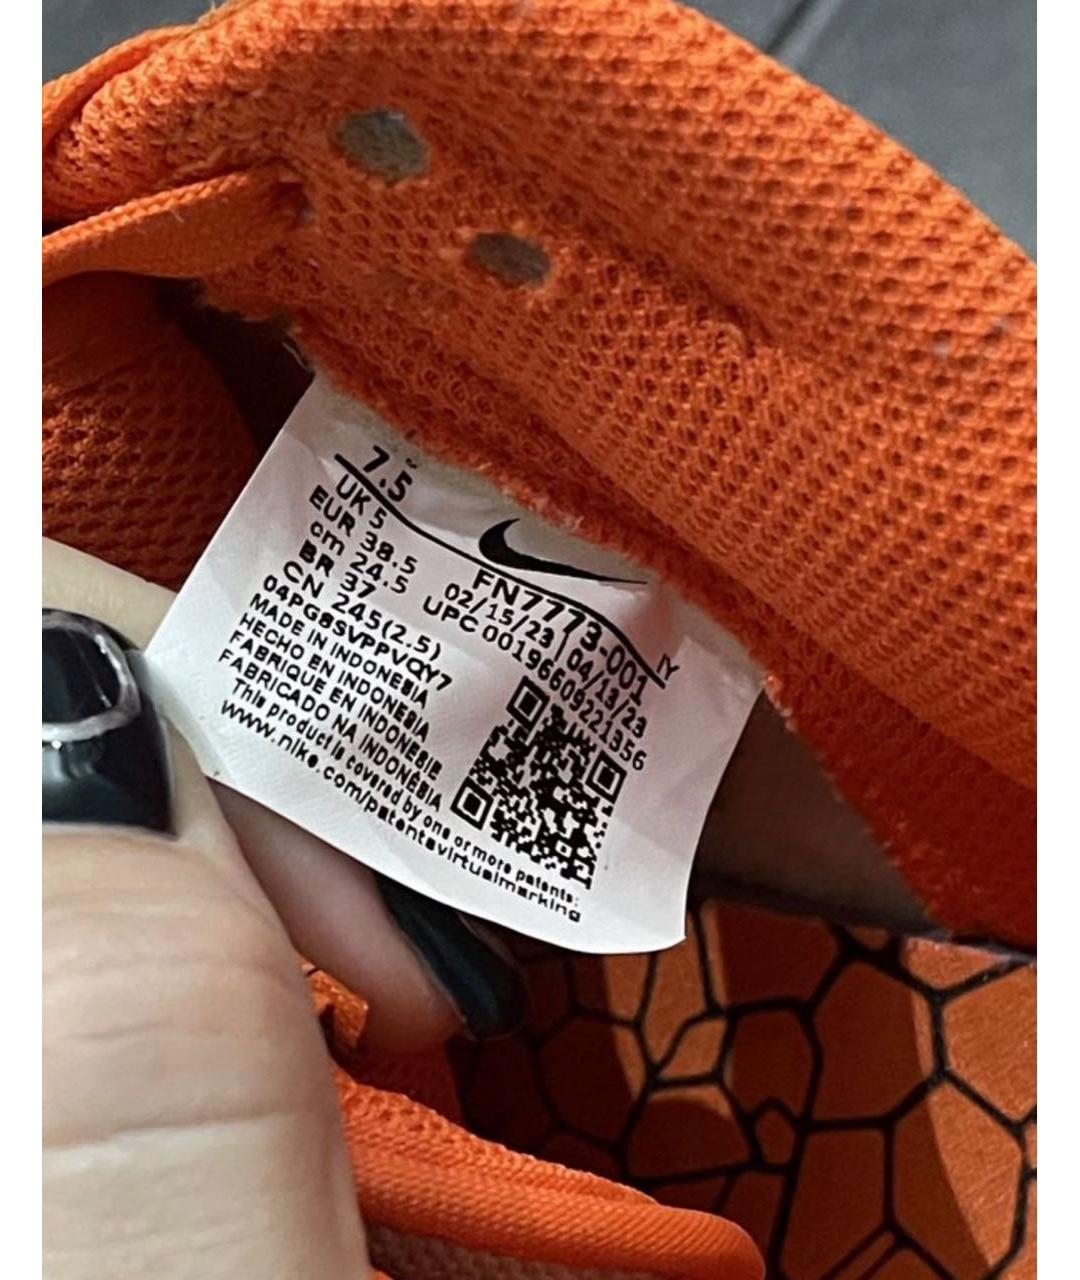 7.5
UK 5
EUR 38.5
cm 24.5
BR 37
CN 245(2.5)
04PG8SVPPVQY7
MADE IN INDONESIA
HECHO EN INDONESIA
FABRIQUE EN INDONESIE
FABRICADO NA INDONÉSIA
This product is covered by one or more patents:
www.nike.com/patentsvirtualmarking
FN7773-001 IY
02/15/23 | 04/13/23
UPC 00196609221356